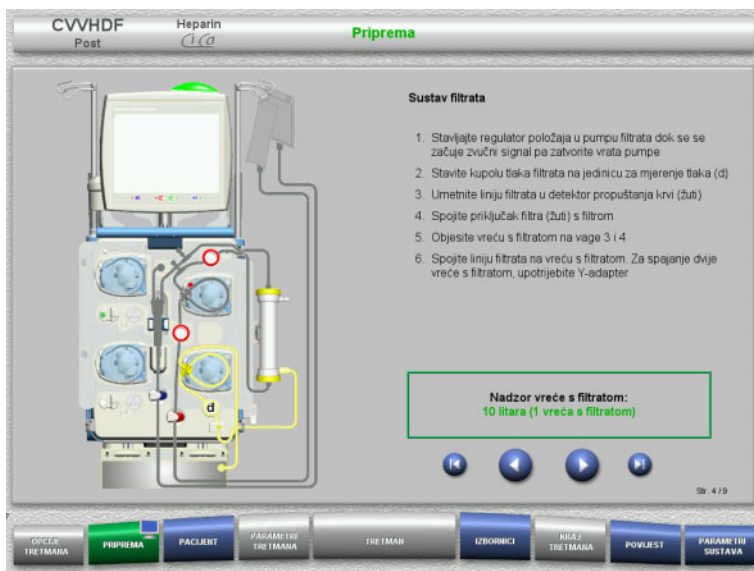 CVVHDF
Post
Heparin
Cica
Priprema
Sustav filtrata
1. Stavljajte regulator položaja u pumpu filtrata dok se se
začuje zvučni signal pa zatvorite vrata pumpe
2. Stavite kupolu tlaka filtrata na jedinicu za mjerenje tlaka (d)
3. Umetnite liniju filtrata u detektor propuštanja krvi (žuti)
4. Spojite priključak filtra (žuti) s filtrom
5. Objesite vreću s filtratom na vage 3 i 4
6. Spojite liniju filtrata na vreću s filtratom. Za spajanje dvije
vreće s filtratom, upotrijebite Y-adapter
d
Nadzor vreće s filtratom:
10 litara (1 vreća s filtratom)
Str. 4 / 9
OPCIJE
TRETMANA
PRIPREMA
PACIJENT
PARAMETRI
TRETMANA
TRETMAN
IZBORNICI
KRAJ
TRETMANA
POVIJEST
PARAMETRI
SUSTAVA